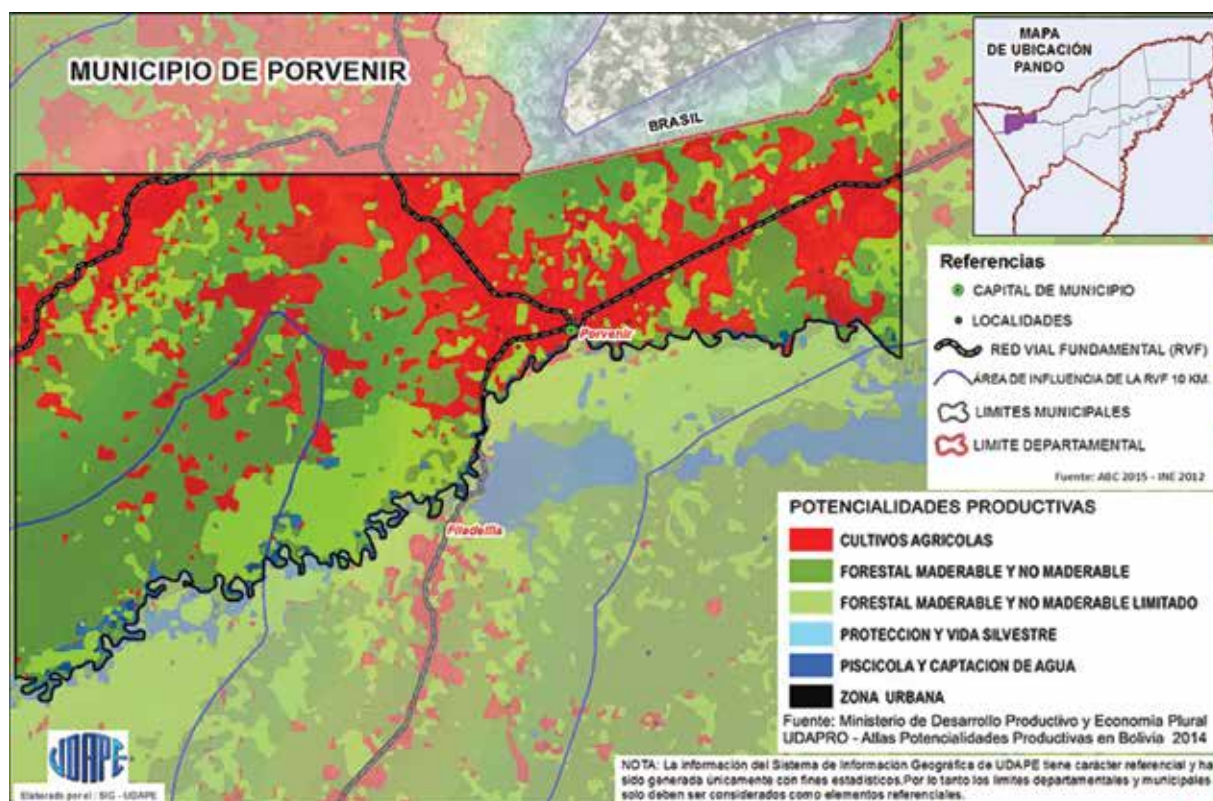 MUNICIPIO DE PORVENIR
BRASIL
MAPA
DE UBICACIÓN
PANDO
Porvenir
Filadelfia
Referencias
CAPITAL DE MUNICIPIO
LOCALIDADES
RED VIAL FUNDAMENTAL (RVF)
ÁREA DE INFLUENCIA DE LA RVF 10 KM.
LIMITES MUNICIPALES
LIMITE DEPARTAMENTAL
Fuente: ABC 2015 - INE 2012
POTENCIALIDADES PRODUCTIVAS
CULTIVOS AGRICOLAS
FORESTAL MADERABLE Y NO MADERABLE
FORESTAL MADERABLE Y NO MADERABLE LIMITADO
PROTECCION Y VIDA SILVESTRE
PISCICOLA Y CAPTACION DE AGUA
ZONA URBANA
Fuente: Ministerio de Desarrollo Productivo y Economia Plural
UDAPRO - Atlas Potencialidades Productivas en Bolivia 2014
UDAPE
Elaborado por el : SIG - UDAPE
NOTA: La información del Sistema de Información Geográfica de UDAPE tiene carácter referencial y ha
sido generada únicamente con fines estadísticos.Por lo tanto los límites departamentales y municipales
solo deben ser considerados como elementos referenciales.